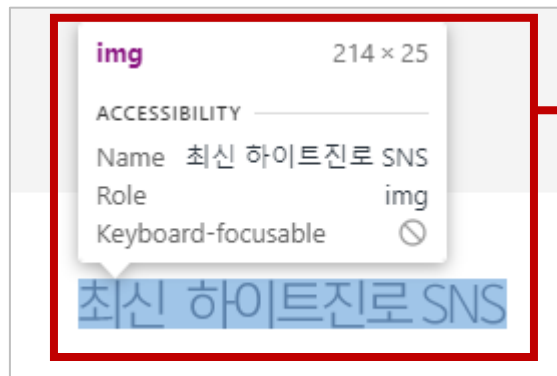 img 214 × 25
ACCESSIBILITY
Name 최신 하이트진로 SNS
Role img
Keyboard-focusable
최신 하이트진로 SNS